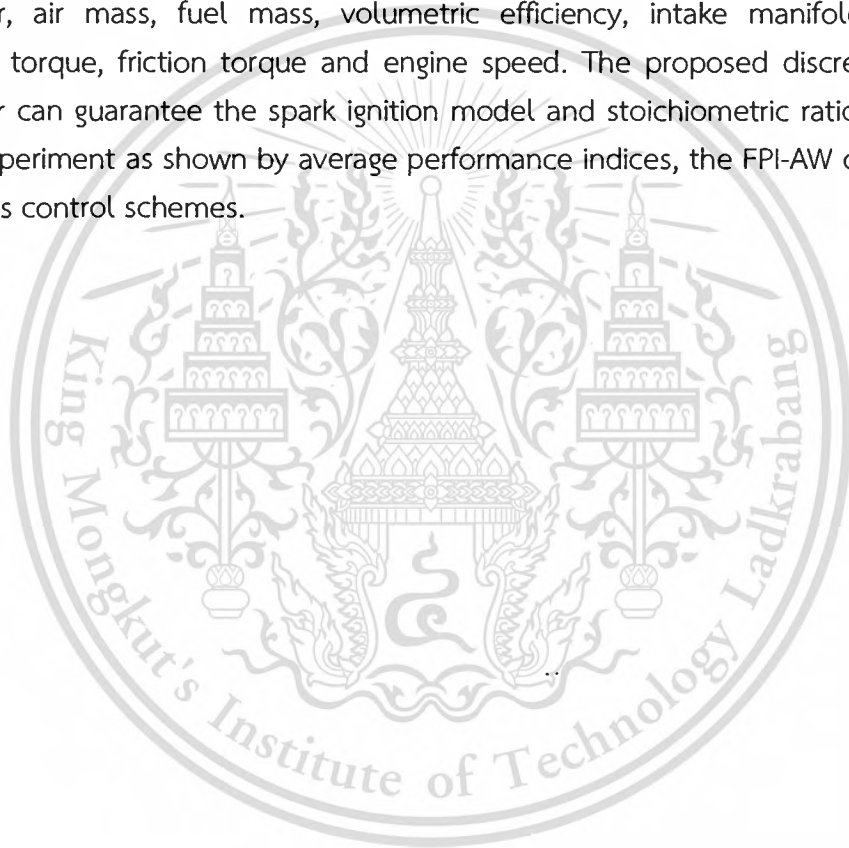 r, air mass, fuel mass, volumetric efficiency, intake manifol
torque, friction torque and engine speed. The proposed discre
r can guarantee the spark ignition model and stoichiometric ratio
periment as shown by average performance indices, the FPI-AW
s control schemes.
King Mongkut's Institute of Technology Ladkrabang